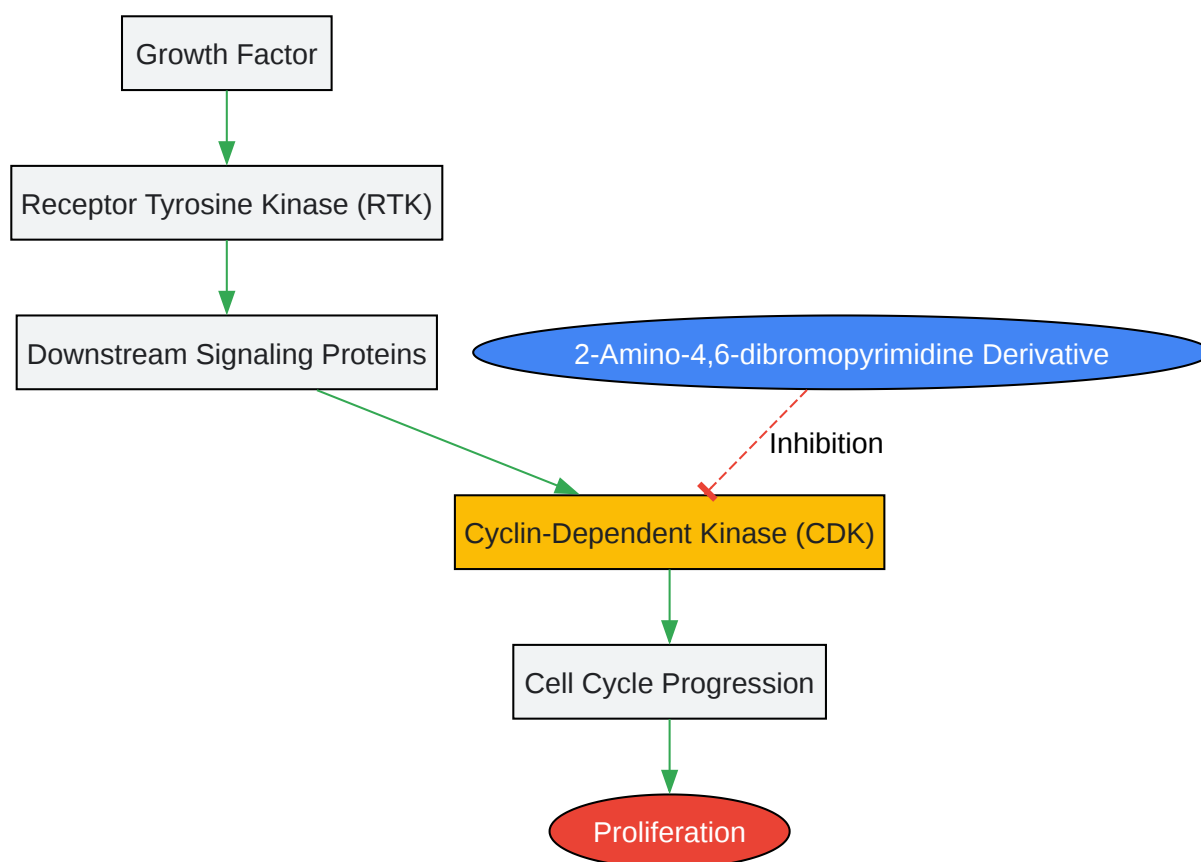 Growth Factor
Receptor Tyrosine Kinase (RTK)
Downstream Signaling Proteins
2-Amino-4,6-dibromopyrimidine Derivative
Inhibition
Cyclin-Dependent Kinase (CDK)
Cell Cycle Progression
Proliferation